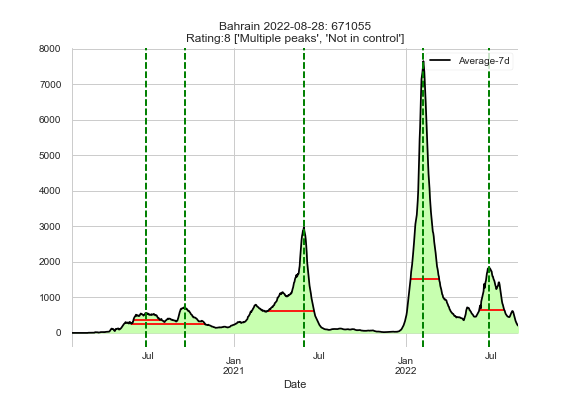 Bahrain 2022-08-28: 671055
Rating:8 ['Multiple peaks', 'Not in control']
Average-7d
8000
7000
6000
5000
4000
3000
2000
1000
0
Jul
Jan
2021
Jul
Jan
2022
Jul
Date